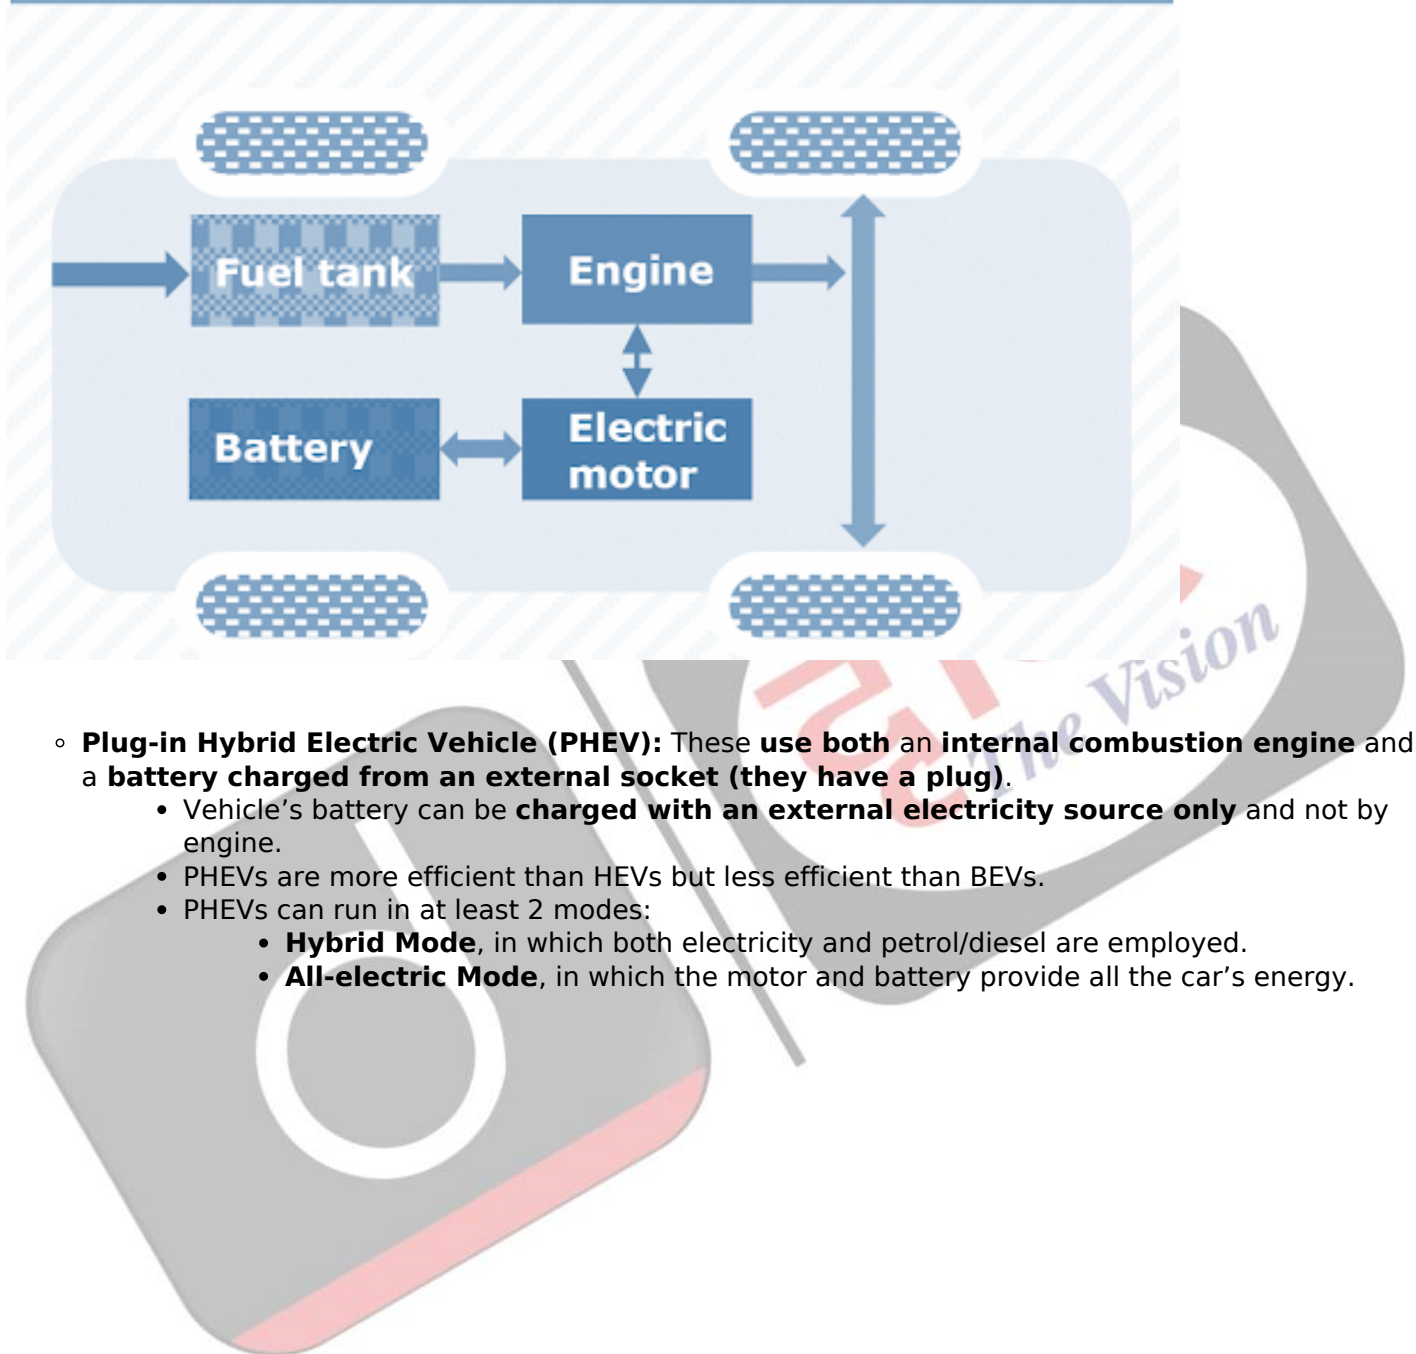 Fuel tank
Engine
Battery
Electric
motor
The Vision
Plug-in Hybrid Electric Vehicle (PHEV): These use both an internal combustion engine and
a battery charged from an external socket (they have a plug).
Vehicle’s battery can be charged with an external electricity source only and not by
engine.
PHEVs are more efficient than HEVs but less efficient than BEVs.
PHEVs can run in at least 2 modes:
Hybrid Mode, in which both electricity and petrol/diesel are employed.
All-electric Mode, in which the motor and battery provide all the car’s energy.